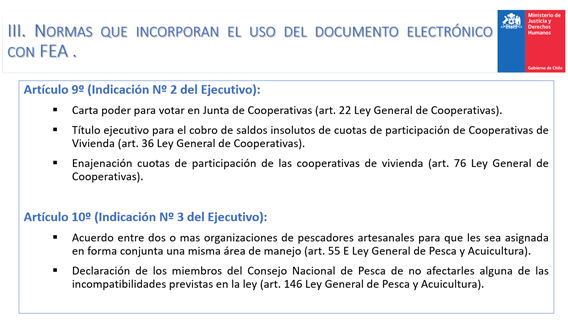 III. NORMAS QUE INCORPORAN EL USO DEL DOCUMENTO ELECTRÓNICO
CON FEA .
Ministerio de
Justicia y
Derechos
Humanos
Gobierno de Chile
Artículo 9º (Indicación Nº 2 del Ejecutivo):
▪ Carta poder para votar en Junta de Cooperativas (art. 22 Ley General de Cooperativas).
▪ Título ejecutivo para el cobro de saldos insolutos de cuotas de participación de Cooperativas de
Vivienda (art. 36 Ley General de Cooperativas).
▪ Enajenación cuotas de participación de las cooperativas de vivienda (art. 76 Ley General de
Cooperativas).
Artículo 10º (Indicación Nº 3 del Ejecutivo):
▪ Acuerdo entre dos o mas organizaciones de pescadores artesanales para que les sea asignada
en forma conjunta una misma área de manejo (art. 55 E Ley General de Pesca y Acuicultura).
▪ Declaración de los miembros del Consejo Nacional de Pesca de no afectarles alguna de las
incompatibilidades previstas en la ley (art. 146 Ley General de Pesca y Acuicultura).